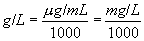 g/L = μg/mL / 1000 = mg/L / 1000